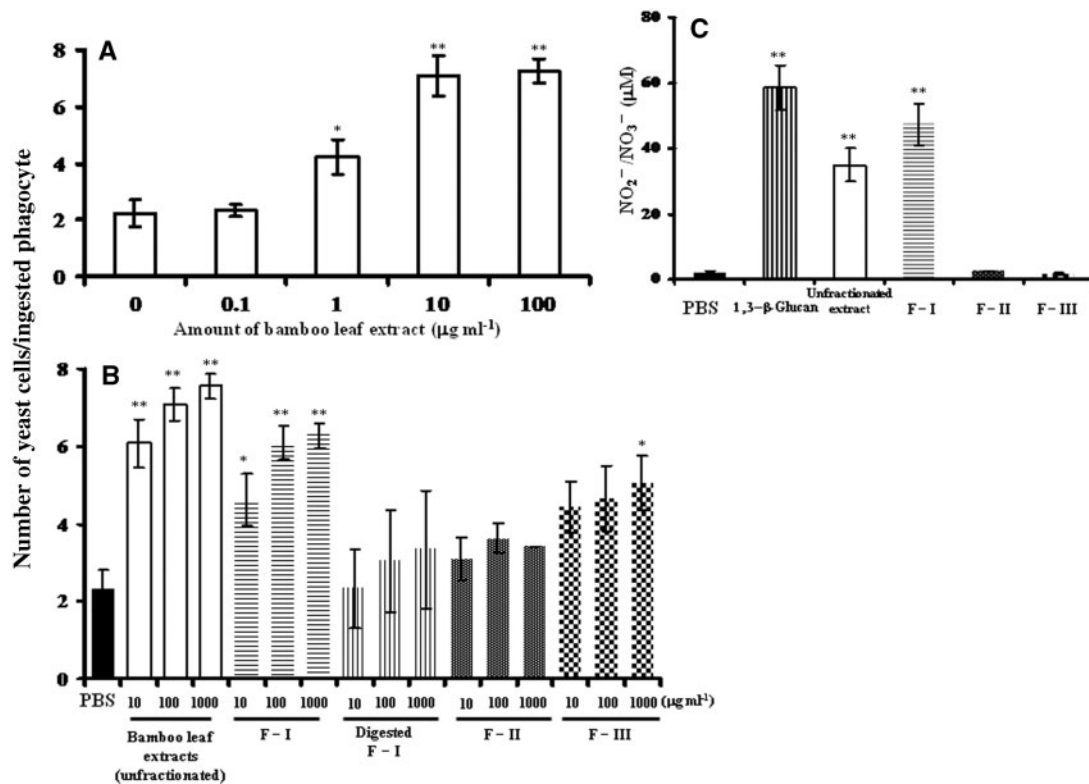 Number of yeast cells/ingested phagocyte
A
8
6
4
2
0
** **
*
0 0.1 1 10 100
Amount of bamboo leaf extract (μg ml⁻¹)
C
NO₂⁻/NO₃⁻ (μM)
80
60
40
20
0
**
**
**
PBS 1,3-β-Glucan Unfractionated extract F - I F - II F - III
B
8
6
4
2
0
** ** **
* ** **
*
PBS 10 100 1000 10 100 1000 10 100 1000 10 100 1000 10 100 1000 (μg ml⁻¹)
Bamboo leaf
extracts
(unfractionated)
F - I
Digested
F - I
F - II
F - III